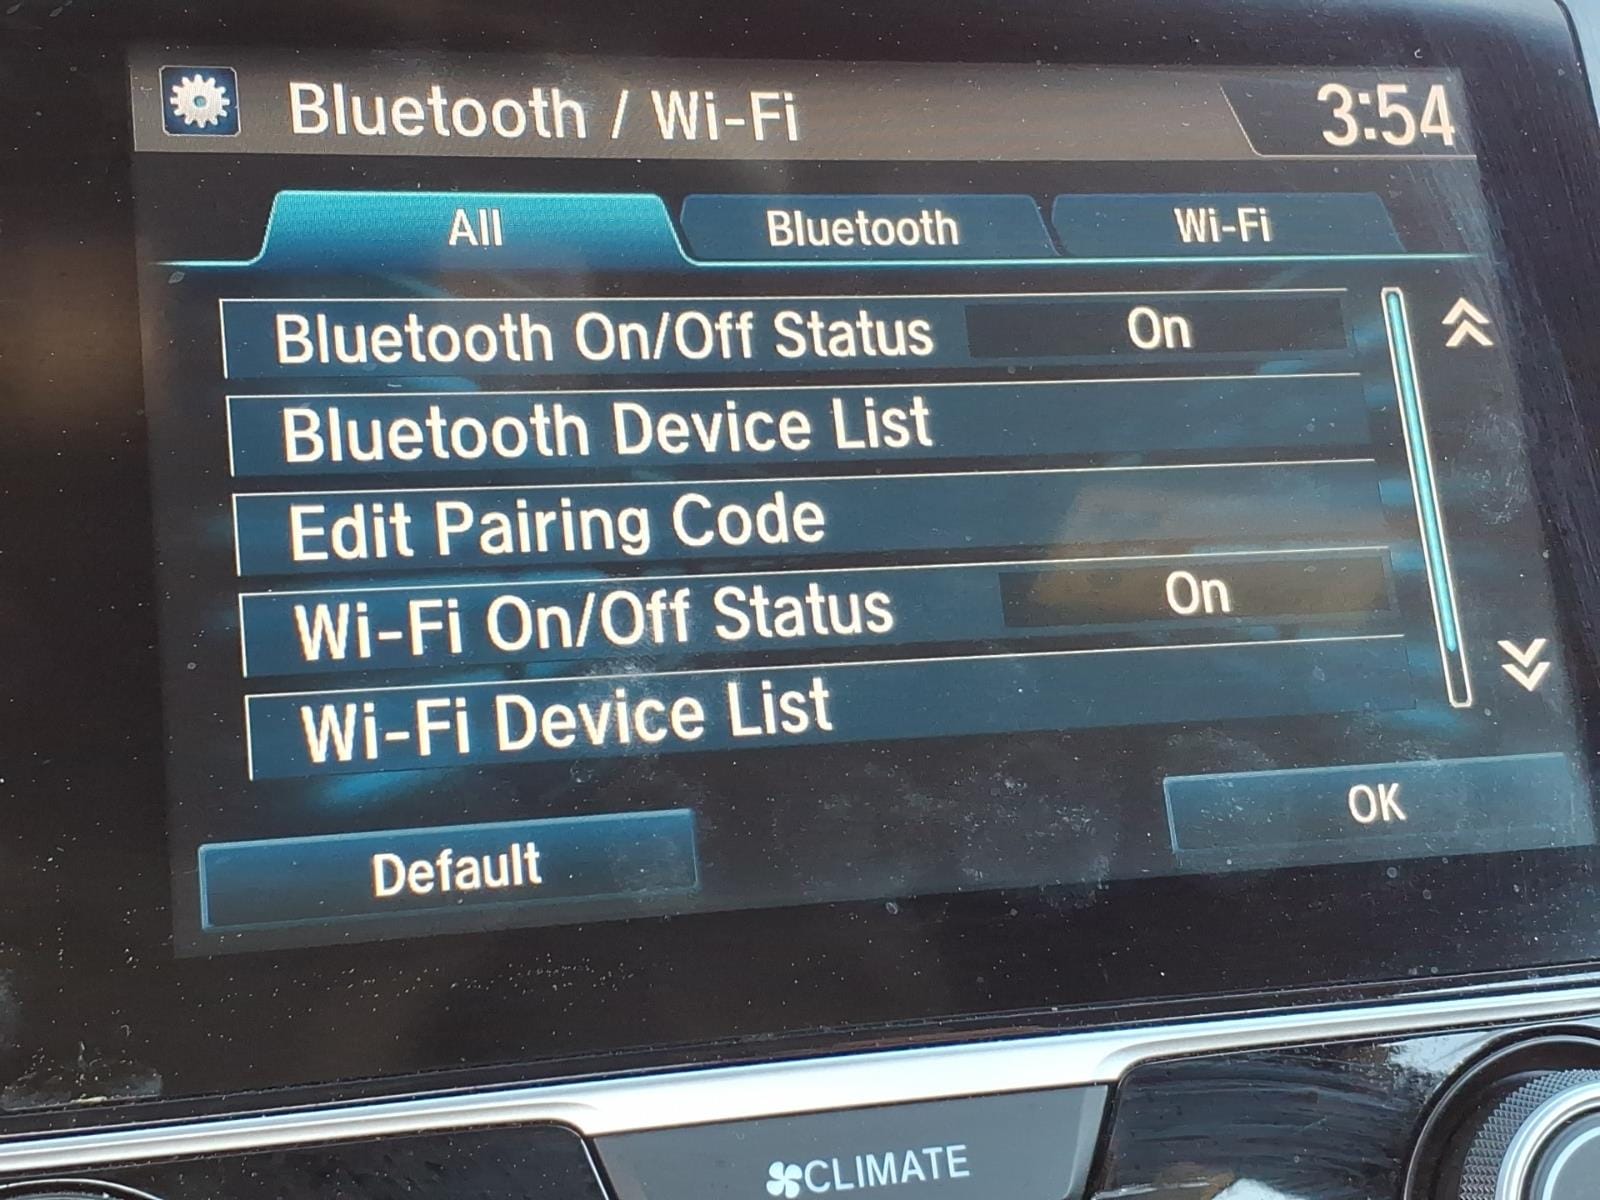 Bluetooth / Wi-Fi
3:54
All
Bluetooth
Wi-Fi
Bluetooth On/Off Status On
Bluetooth Device List
Edit Pairing Code
Wi-Fi On/Off Status On
Wi-Fi Device List
Default
OK
CLIMATE